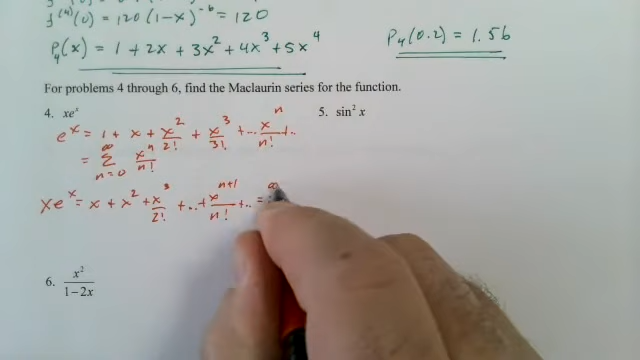 f⁽⁴⁾(0) = 120(1-x)⁻⁶ = 120
P₄(x) = 1 + 2x + 3x² + 4x³ + 5x⁴
P₄(0.2) = 1.56
For problems 4 through 6, find the Maclaurin series for the function.
4. xeˣ
5. sin² x
eˣ = 1 + x + x²/2! + x³/3! + ... xⁿ/n! + ..
= ∞ Σ n=0 xⁿ/n!
xeˣ = x + x² + x³/2! + .. + xⁿ⁺¹/n! + .. = ∞
6. x²/1-2x